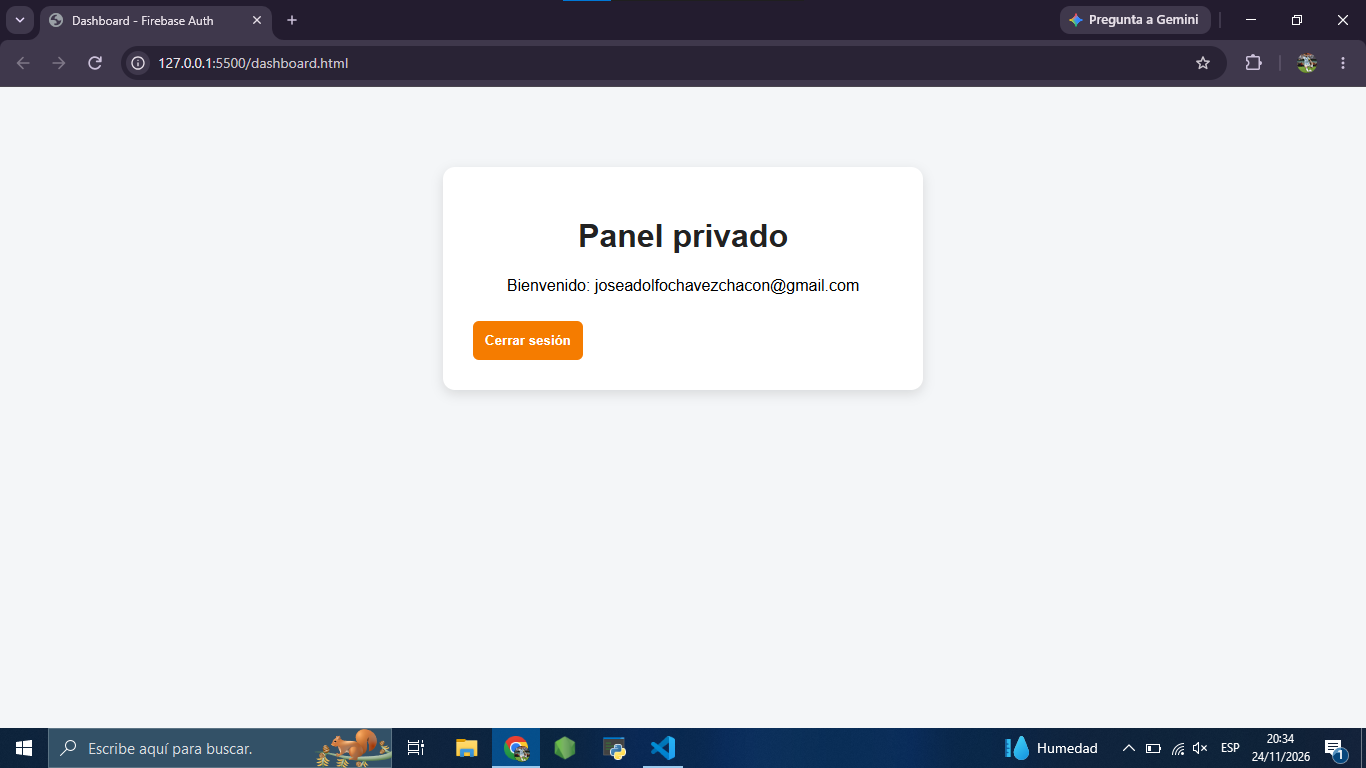 Dashboard - Firebase Auth
Pregunta a Gemini
127.0.0.1:5500/dashboard.html
Panel privado
Bienvenido: joseadolfochavezchacon@gmail.com
Cerrar sesión
Escribe aquí para buscar.
Humedad
ESP
20:34
24/11/2026
1